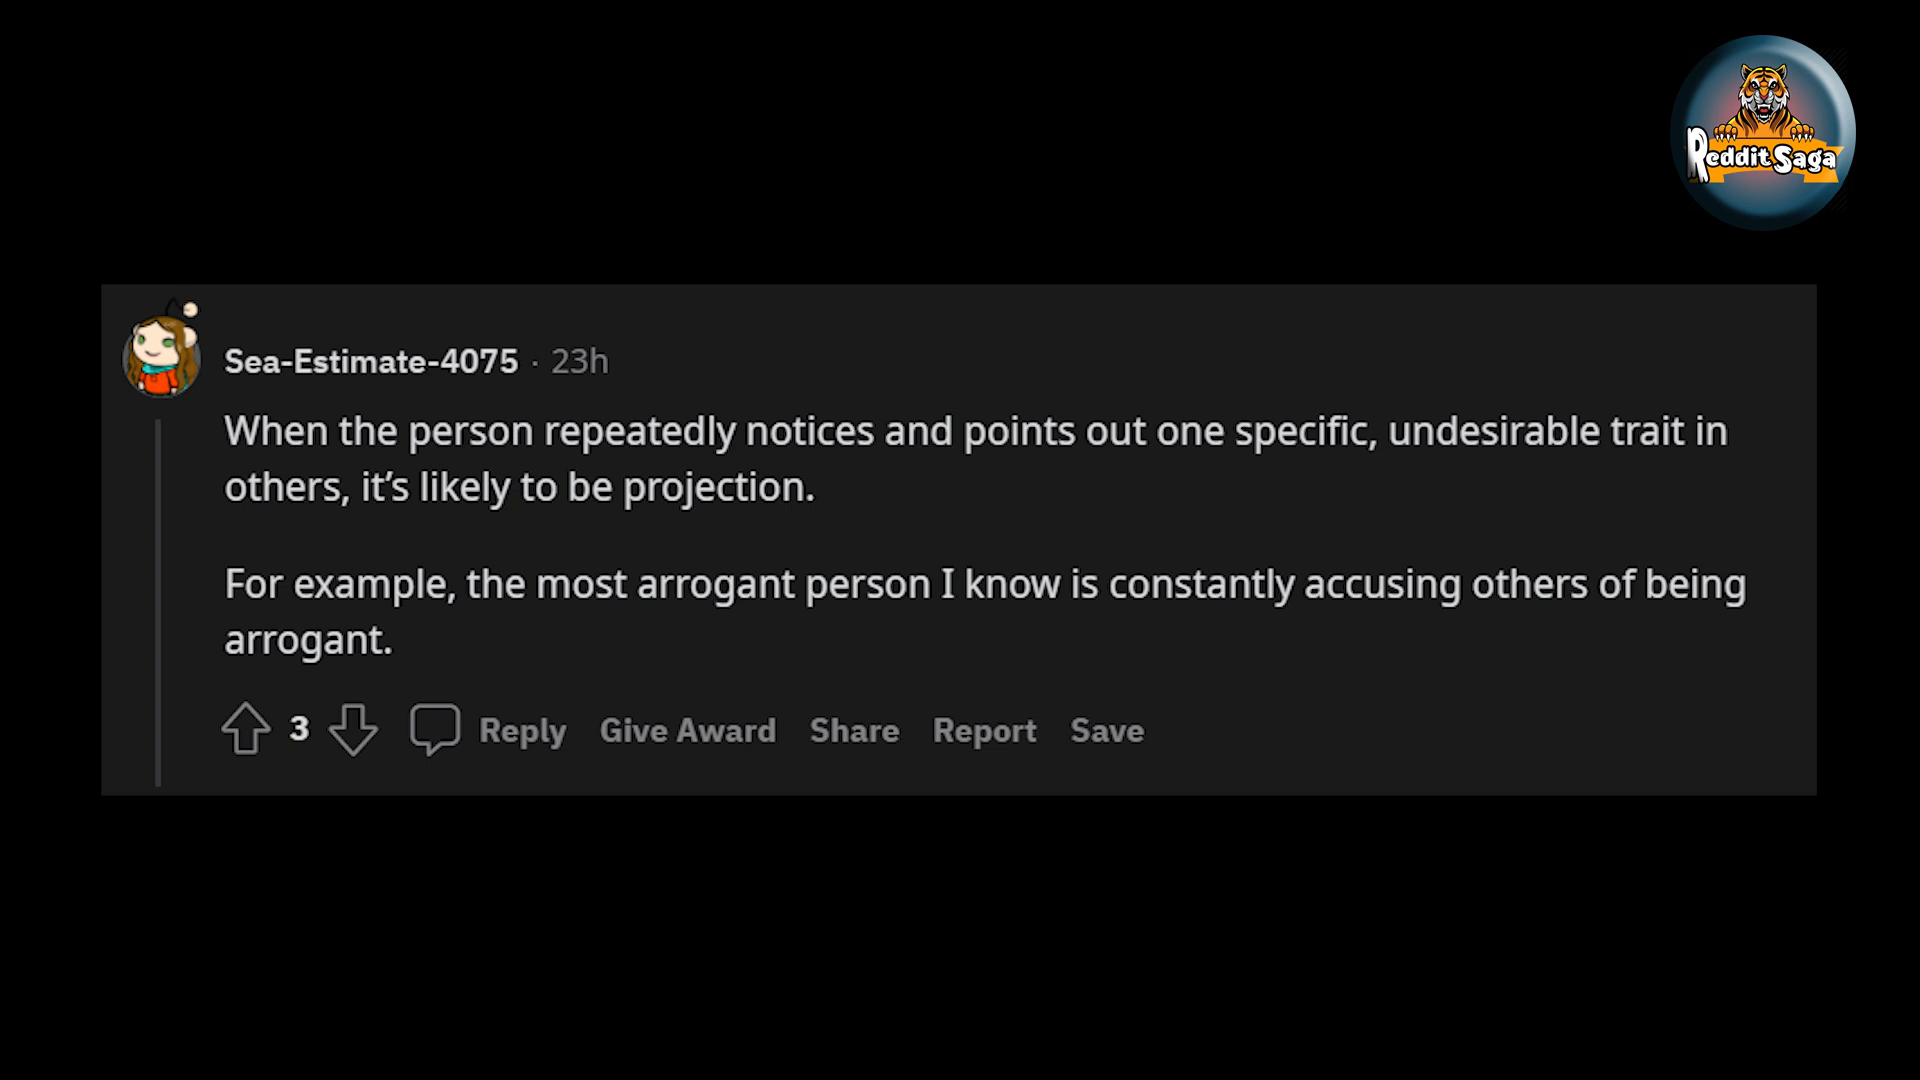 Reddit Saga
Sea-Estimate-4075 · 23h
When the person repeatedly notices and points out one specific, undesirable trait in
others, it’s likely to be projection.
For example, the most arrogant person I know is constantly accusing others of being
arrogant.
3 Reply Give Award Share Report Save